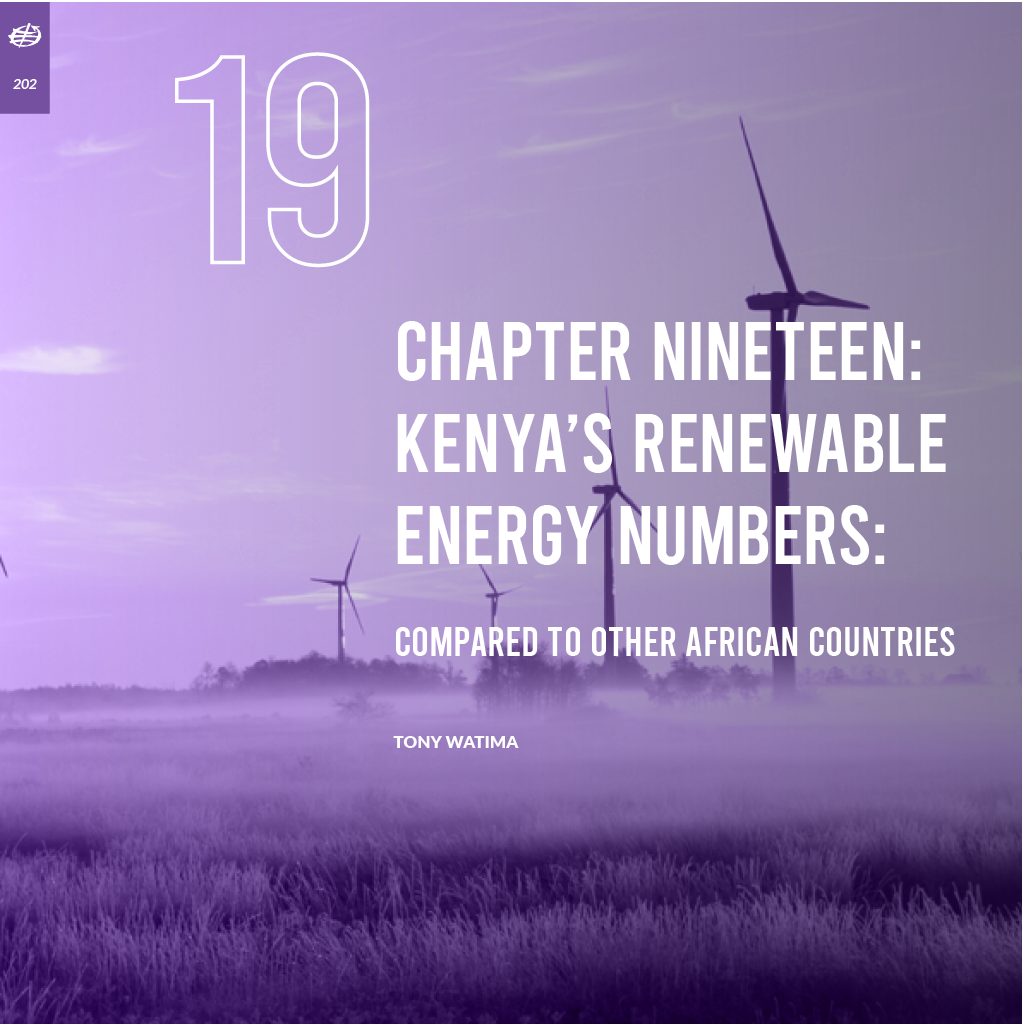 202
19
CHAPTER NINETEEN:
KENYA'S RENEWABLE
ENERGY NUMBERS:
COMPARED TO OTHER AFRICAN COUNTRIES
TONY WATIMA